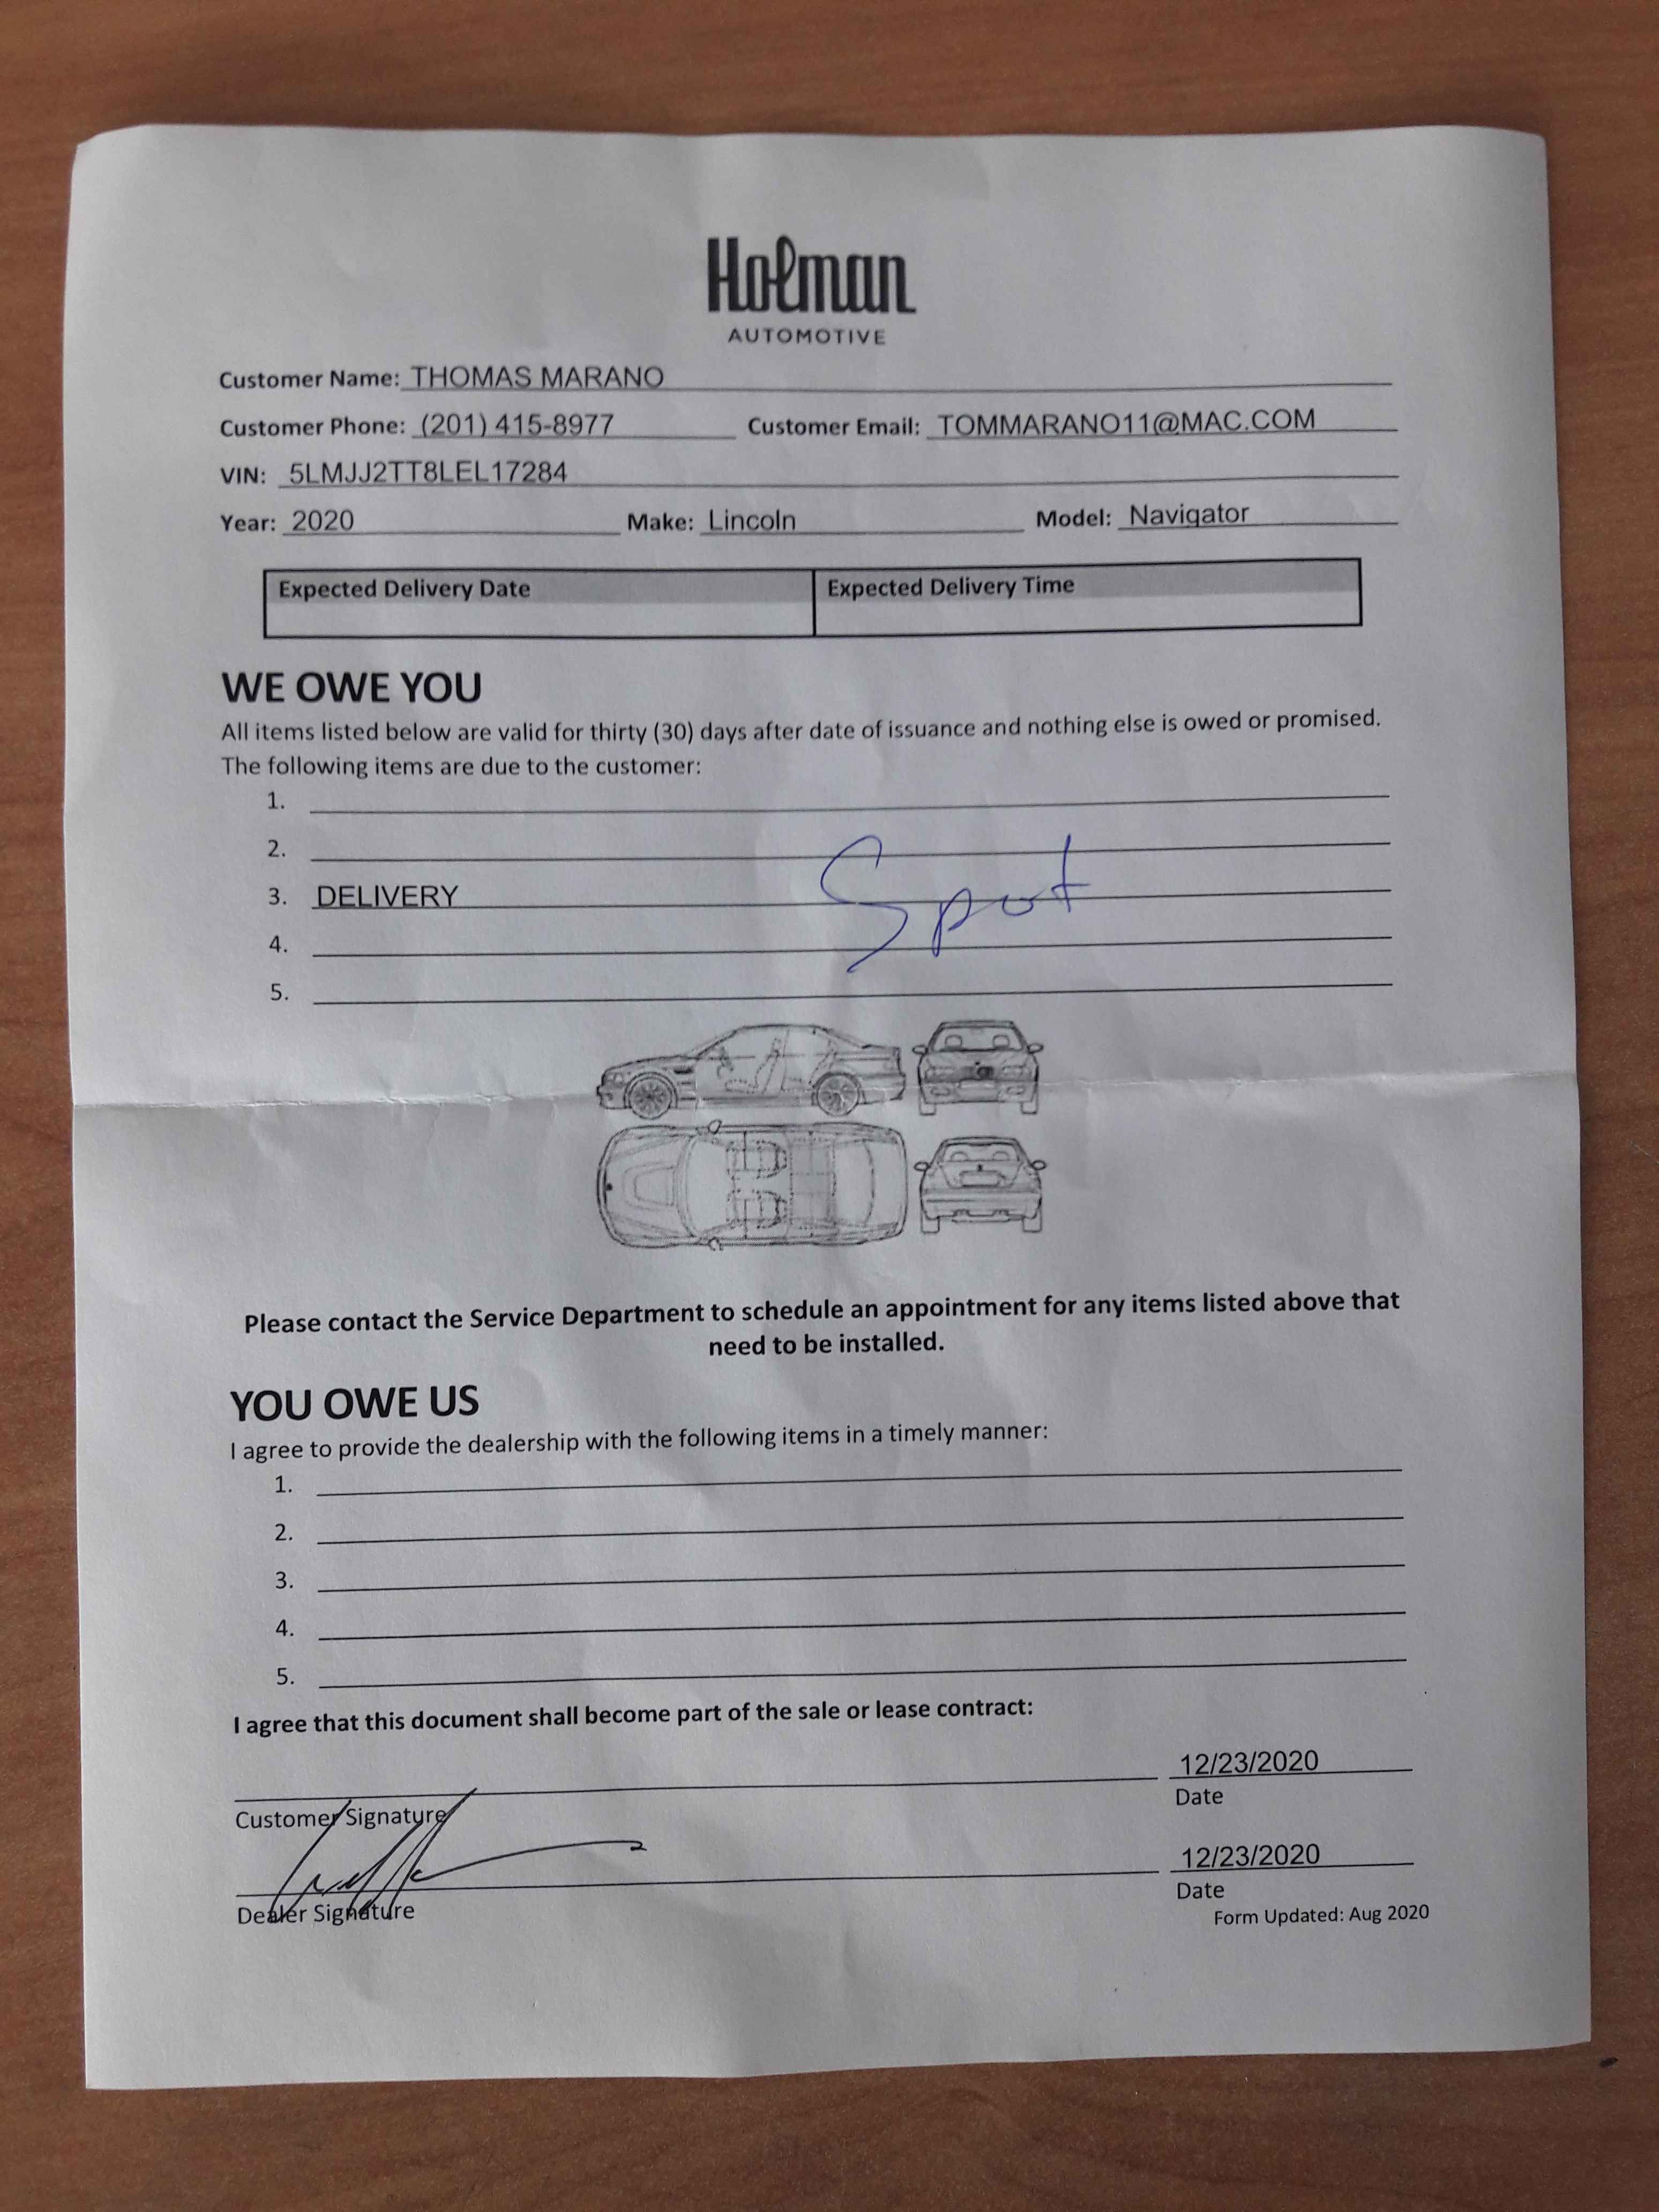 Holman
AUTOMOTIVE
Customer Name: THOMAS MARANO
Customer Phone: (201) 415-8977 Customer Email: TOMMARANO11@MAC.COM
VIN: 5LMJJ2TT8LEL17284
Year: 2020 Make: Lincoln Model: Navigator
Expected Delivery Date Expected Delivery Time
WE OWE YOU
All items listed below are valid for thirty (30) days after date of issuance and nothing else is owed or promised.
The following items are due to the customer:
1.
2.
3. DELIVERY Spot
4.
5.
Please contact the Service Department to schedule an appointment for any items listed above that
need to be installed.
YOU OWE US
I agree to provide the dealership with the following items in a timely manner:
1.
2.
3.
4.
5.
I agree that this document shall become part of the sale or lease contract:
12/23/2020
Customer Signature Date
12/23/2020
Dealer Signature Date
Form Updated: Aug 2020